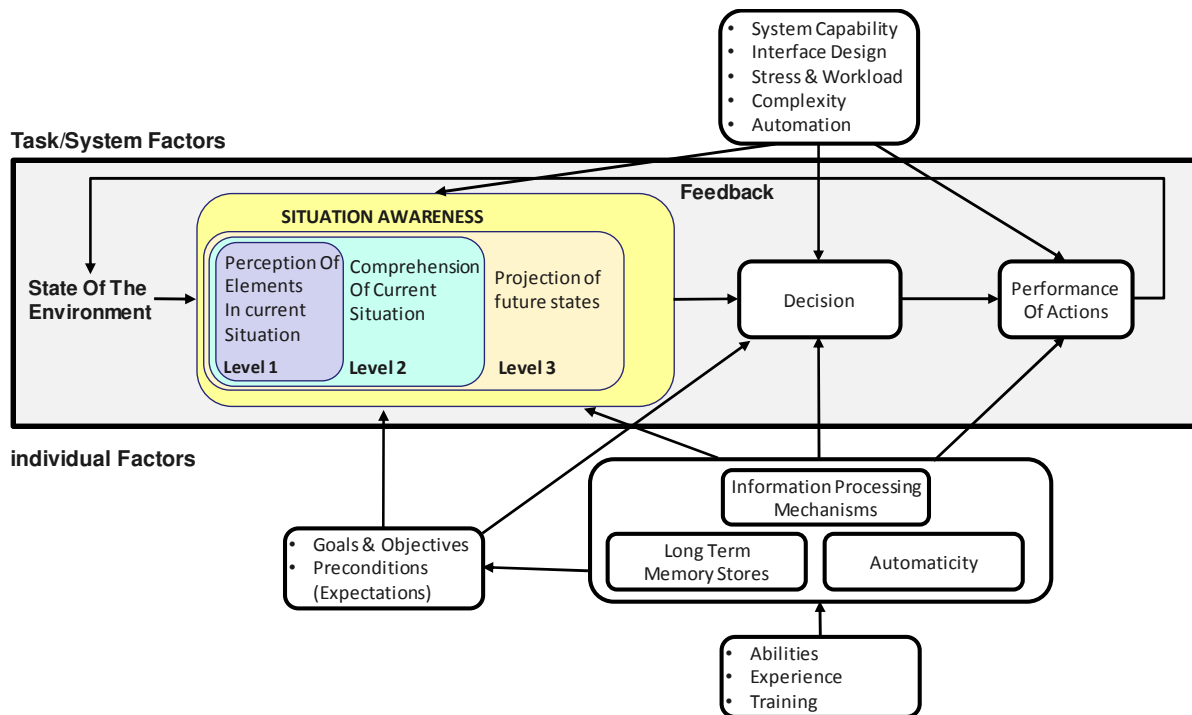 • System Capability
• Interface Design
• Stress & Workload
• Complexity
• Automation
Task/System Factors
Feedback
SITUATION AWARENESS
Perception Of
Elements
In current
Situation
Level 1
Comprehension
Of Current
Situation
Level 2
Projection of
future states
Level 3
State Of The
Environment
Decision
Performance
Of Actions
individual Factors
Information Processing
Mechanisms
Long Term
Memory Stores
Automaticity
• Goals & Objectives
• Preconditions
(Expectations)
• Abilities
• Experience
• Training